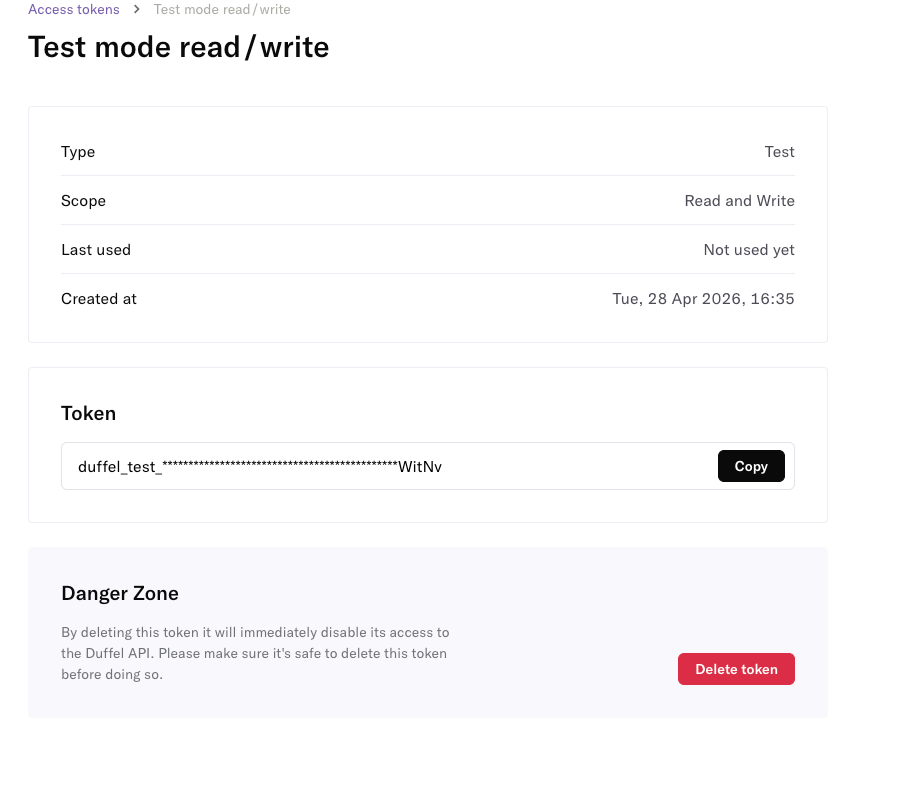 Access tokens > Test mode read/write
Test mode read/write
Type Test
Scope Read and Write
Last used Not used yet
Created at Tue, 28 Apr 2026, 16:35
Token
duffel_test_*********************************************WitNv Copy
Danger Zone
By deleting this token it will immediately disable its access to
the Duffel API. Please make sure it's safe to delete this token
before doing so.
Delete token